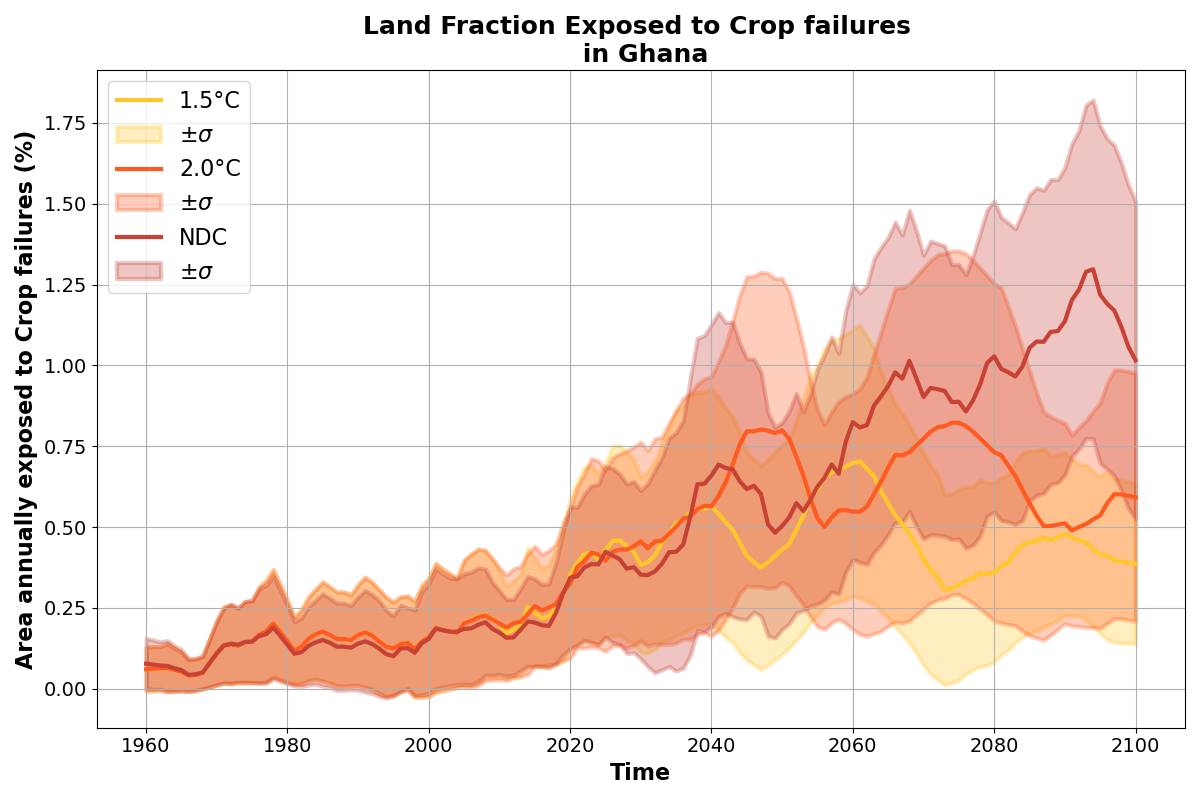 Land Fraction Exposed to Crop failures
in Ghana
Area annually exposed to Crop failures (%)
1.75
1.50
1.25
1.00
0.75
0.50
0.25
0.00
1.5°C
±σ
2.0°C
±σ
NDC
±σ
1960 1980 2000 2020 2040 2060 2080 2100
Time